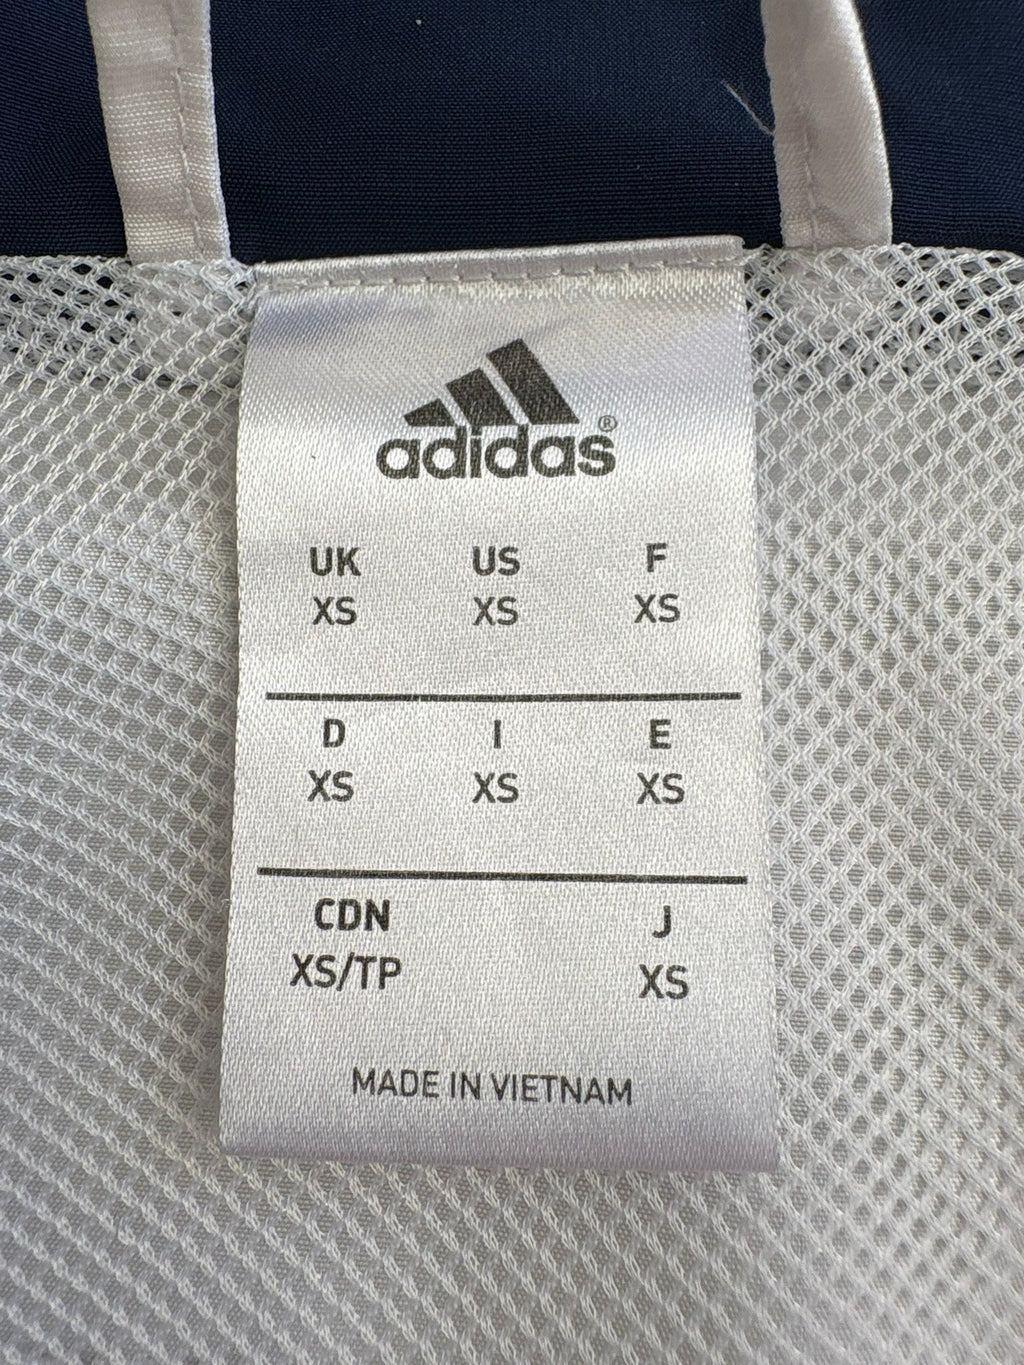 adidas®
UK US F
XS XS XS
D I E
XS XS XS
CDN J
XS/TP XS
MADE IN VIETNAM